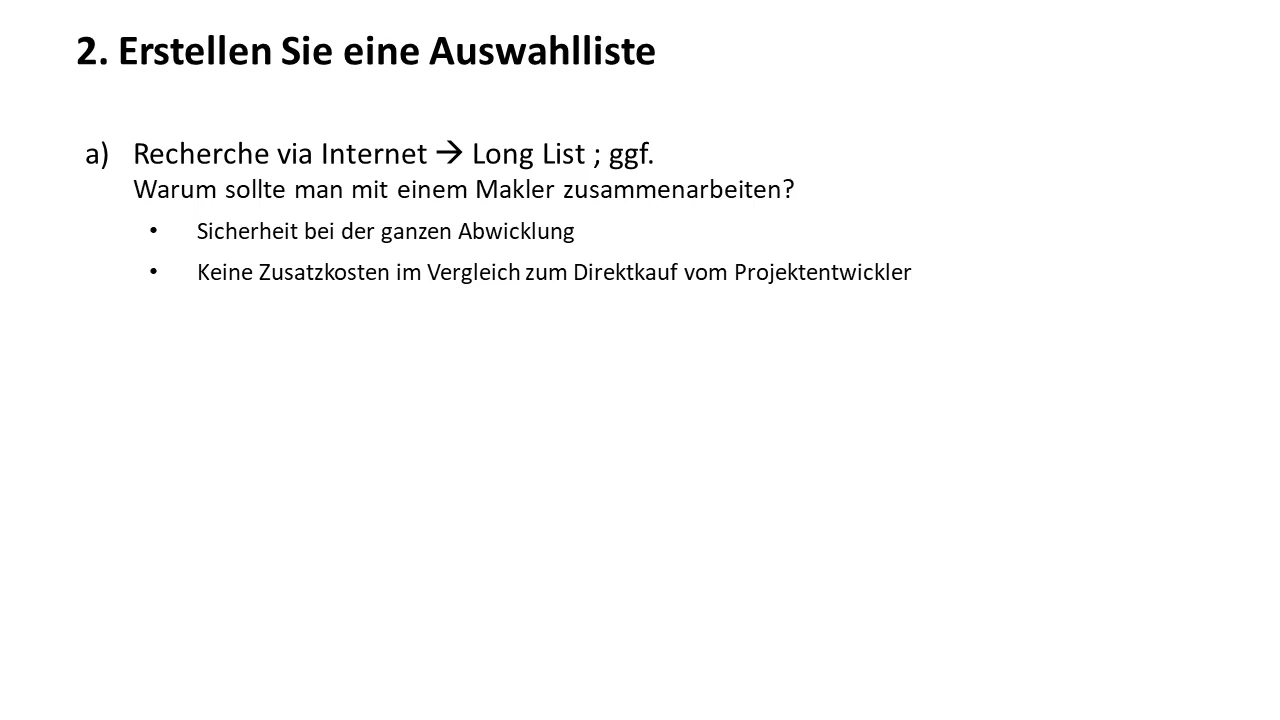 2. Erstellen Sie eine Auswahlliste
a) Recherche via Internet → Long List ; ggf.
Warum sollte man mit einem Makler zusammenarbeiten?
• Sicherheit bei der ganzen Abwicklung
• Keine Zusatzkosten im Vergleich zum Direktkauf vom Projektentwickler